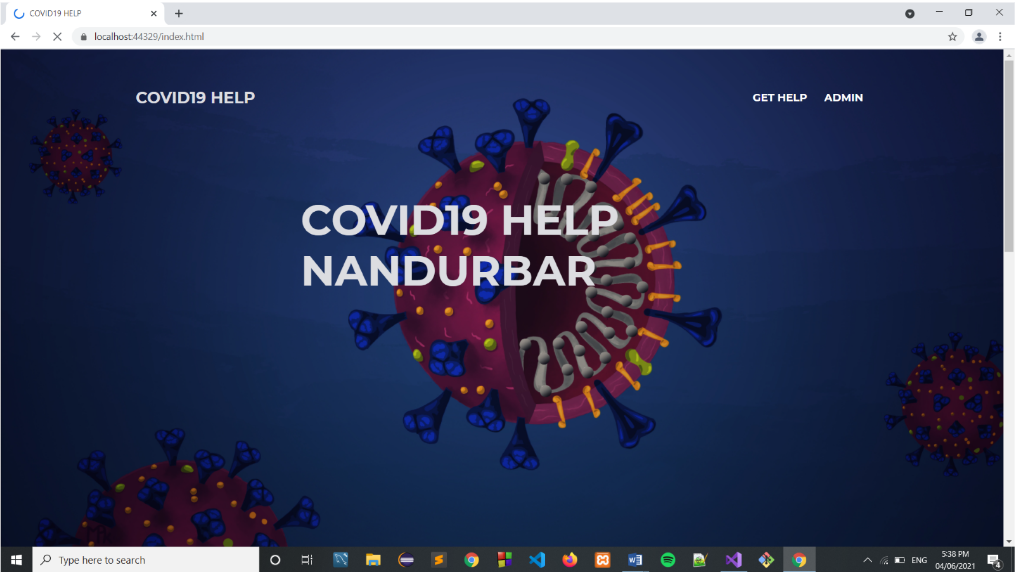 COVID19 HELP
localhost:44329/index.html
COVID19 HELP
GET HELP
ADMIN
COVID19 HELP
NANDURBAR
Type here to search
ENG
5:38 PM
04/06/2021
4